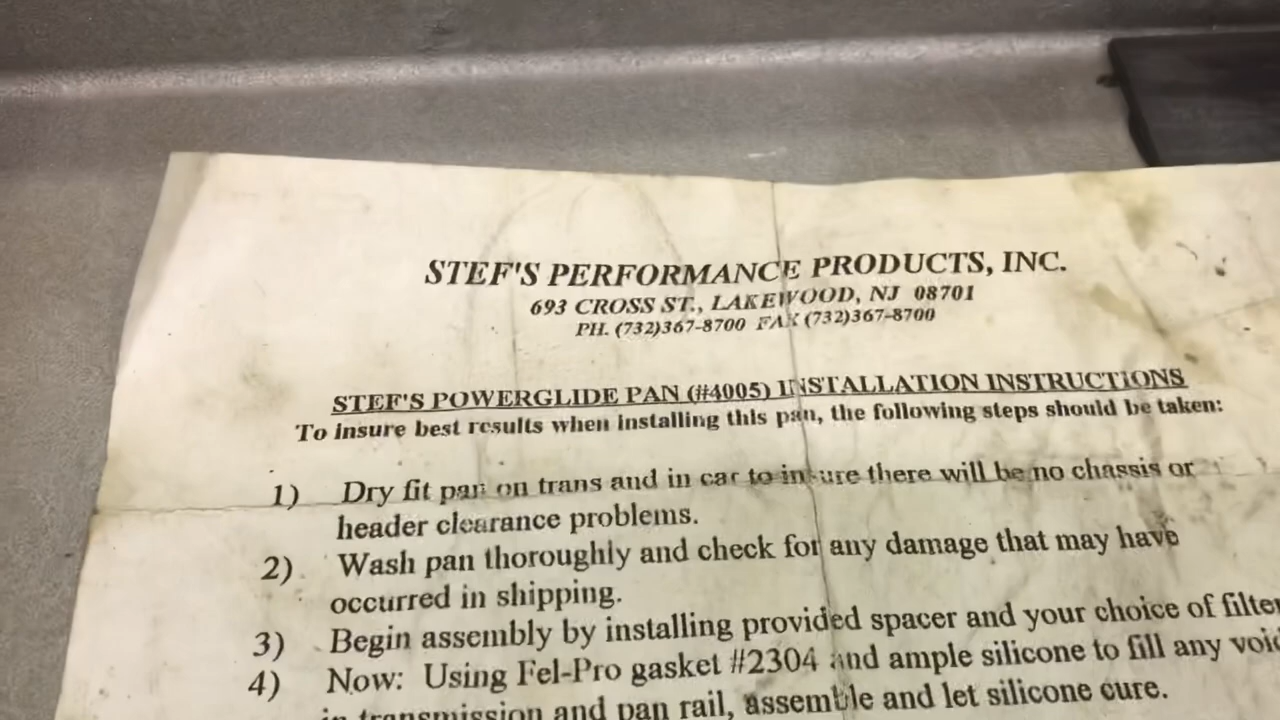 STEF'S PERFORMANCE PRODUCTS, INC.
693 CROSS ST., LAKEWOOD, NJ 08701
PH. (732)367-8700 FAX (732)367-8700
STEF'S POWERGLIDE PAN (#4005) INSTALLATION INSTRUCTIONS
To insure best results when installing this pan, the following steps should be taken:
1) Dry fit pan on trans and in car to insure there will be no chassis or
header clearance problems.
2) Wash pan thoroughly and check for any damage that may have
occurred in shipping.
3) Begin assembly by installing provided spacer and your choice of filter
4) Now: Using Fel-Pro gasket #2304 and ample silicone to fill any void
in transmission and pan rail, assemble and let silicone cure.